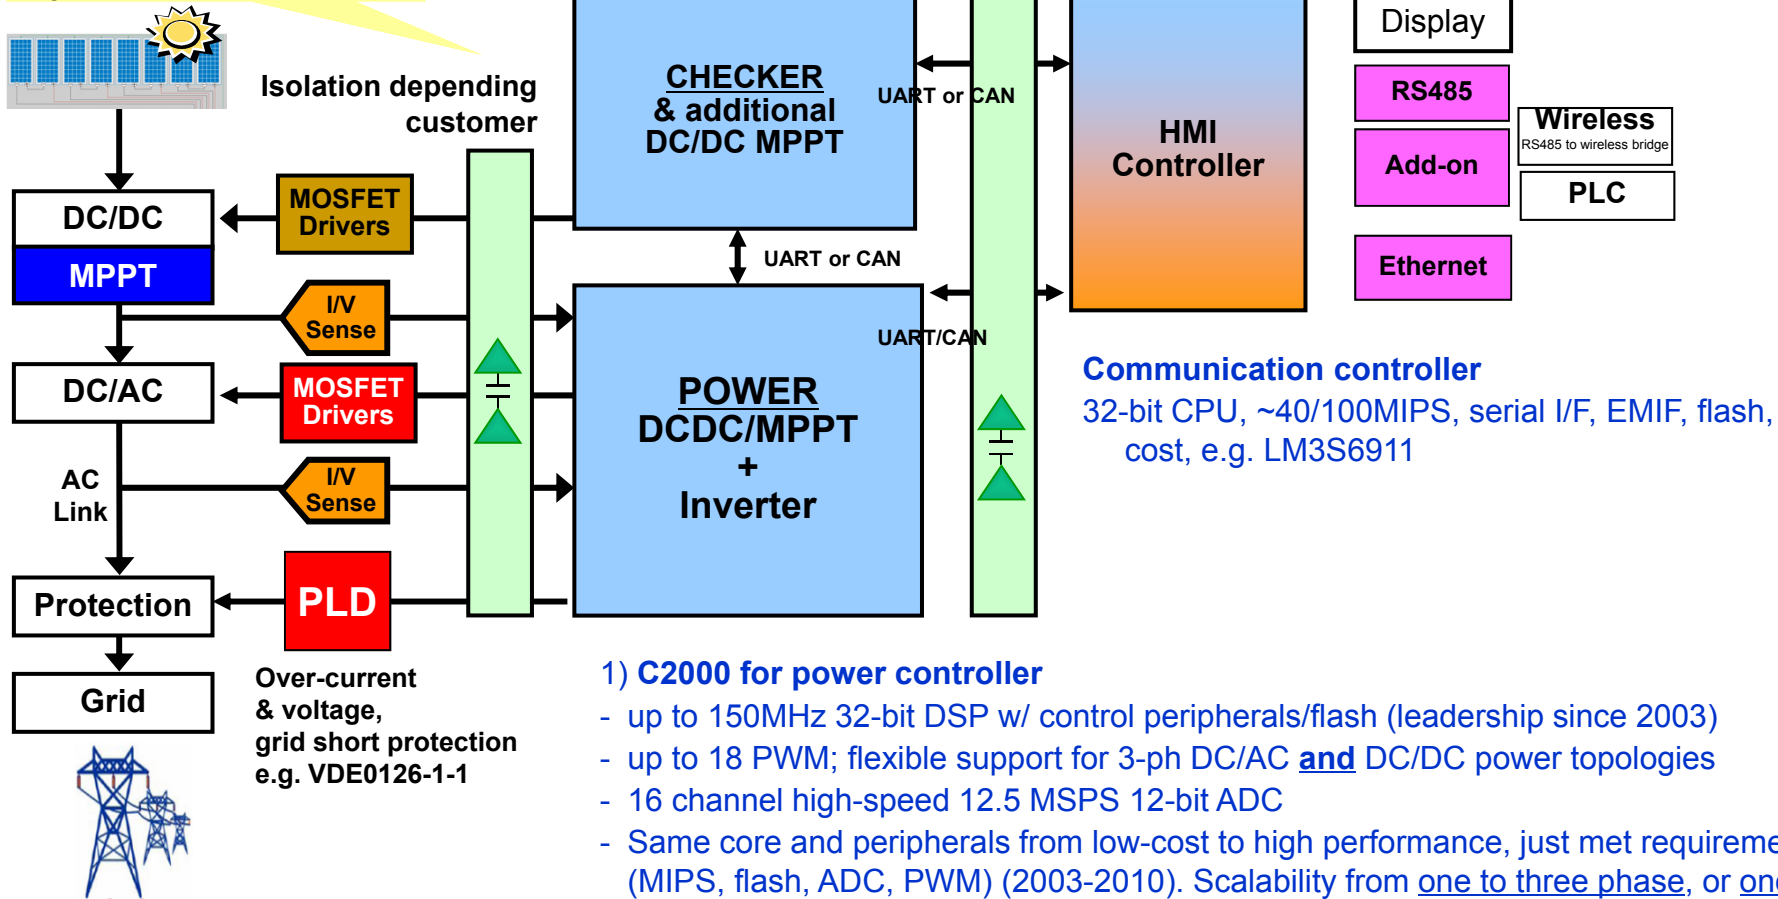 Display
Isolation depending
customer
CHECKER
& additional
DC/DC MPPT
UART or CAN
HMI
Controller
RS485
Add-on
Wireless
RS485 to wireless bridge
PLC
Ethernet
DC/DC
MPPT
MOSFET
Drivers
UART or CAN
I/V
Sense
DC/AC
MOSFET
Drivers
UART/CAN
POWER
DCDC/MPPT
+
Inverter
AC
Link
I/V
Sense
Communication controller
32-bit CPU, ~40/100MIPS, serial I/F, EMIF, flash,
cost, e.g. LM3S6911
Protection
PLD
Grid
Over-current
& voltage,
grid short protection
e.g. VDE0126-1-1
1) C2000 for power controller
- up to 150MHz 32-bit DSP w/ control peripherals/flash (leadership since 2003)
- up to 18 PWM; flexible support for 3-ph DC/AC and DC/DC power topologies
- 16 channel high-speed 12.5 MSPS 12-bit ADC
- Same core and peripherals from low-cost to high performance, just met
(MIPS, flash, ADC, PWM) (2003-2010). Scalability from one to three phase, or